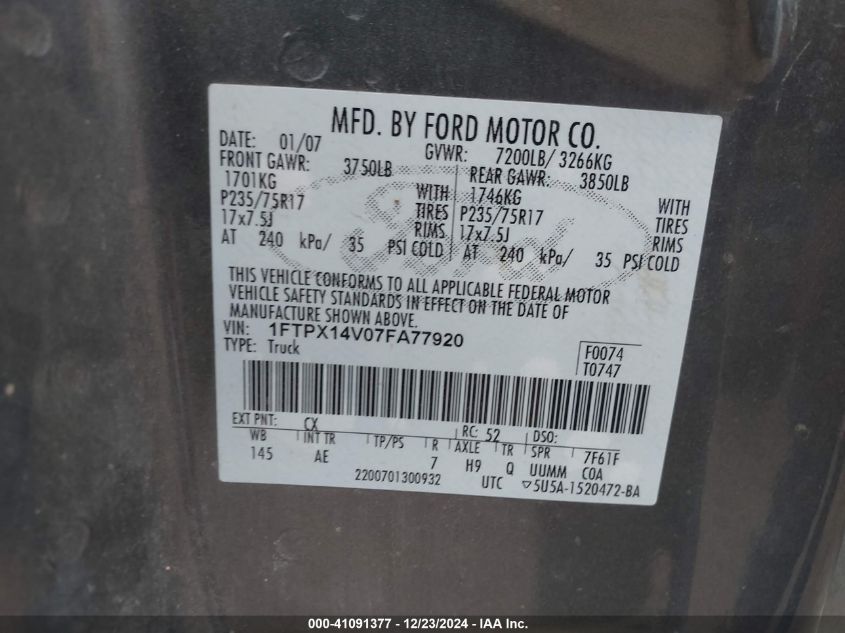 MFD. BY FORD MOTOR CO.
DATE: 01/07 GVWR: 7200LB/ 3266KG
FRONT GAWR: 3750LB REAR GAWR: 3850LB
1701KG WITH 1746KG WITH
P235/75R17 TIRES P235/75R17 TIRES
17x7.5J RIMS 17x7.5J RIMS
AT 240 kPa/ 35 PSI COLD AT 240 kPa/ 35 PSI COLD
Ford
THIS VEHICLE CONFORMS TO ALL APPLICABLE FEDERAL MOTOR
VEHICLE SAFETY STANDARDS IN EFFECT ON THE DATE OF
MANUFACTURE SHOWN ABOVE.
VIN: 1FTPX14V07FA77920
TYPE: Truck
F0074
T0747
EXT PNT: CX RC: 52 DSO:
WB INT TR TP/PS R AXLE TR SPR 7F61F
145 AE 7 H9 Q UUMM COA
2200701300932 UTC ▽5U5A-1520472-BA
000-41091377 - 12/23/2024 - IAA Inc.